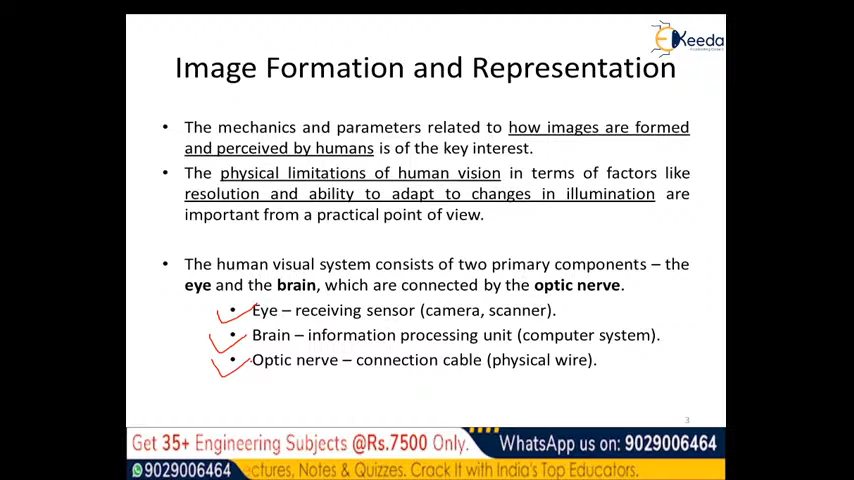 EKeeda
Image Formation and Representation
• The mechanics and parameters related to how images are formed
and perceived by humans is of the key interest.
• The physical limitations of human vision in terms of factors like
resolution and ability to adapt to changes in illumination are
important from a practical point of view.
• The human visual system consists of two primary components – the
eye and the brain, which are connected by the optic nerve.
• Eye – receiving sensor (camera, scanner).
• Brain – information processing unit (computer system).
• Optic nerve – connection cable (physical wire).
3
Get 35+ Engineering Subjects @Rs.7500 Only.
WhatsApp us on: 9029006464
9029006464
ectures, Notes & Quizzes. Crack It with India's Top Educators.